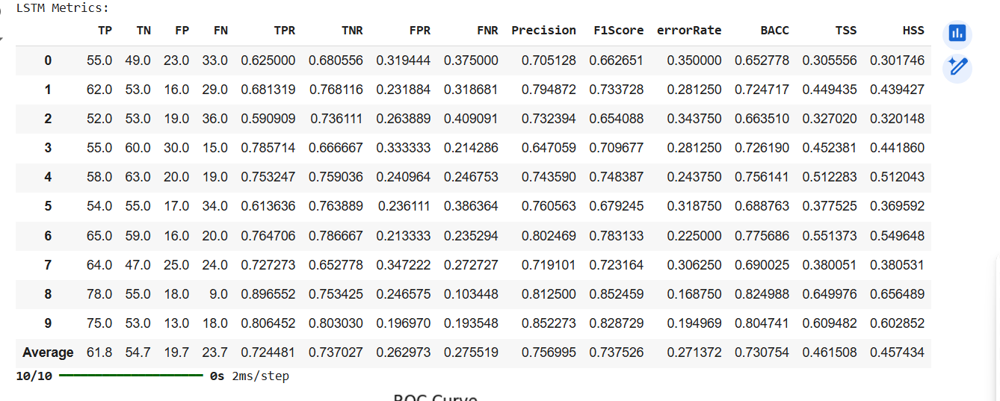 LSTM Metrics:
TP TN FP FN TPR TNR FPR FNR Precision F1Score errorRate BACC TSS HSS
0 55.0 49.0 23.0 33.0 0.625000 0.680556 0.319444 0.375000 0.705128 0.662651 0.350000 0.652778 0.305556 0.301746
1 62.0 53.0 16.0 29.0 0.681319 0.768116 0.231884 0.318681 0.794872 0.733728 0.281250 0.724717 0.449435 0.439427
2 52.0 53.0 19.0 36.0 0.590909 0.736111 0.263889 0.409091 0.732394 0.654088 0.343750 0.663510 0.327020 0.320148
3 55.0 60.0 30.0 15.0 0.785714 0.666667 0.333333 0.214286 0.647059 0.709677 0.281250 0.726190 0.452381 0.441860
4 58.0 63.0 20.0 19.0 0.753247 0.759036 0.240964 0.246753 0.743590 0.748387 0.243750 0.756141 0.512283 0.512043
5 54.0 55.0 17.0 34.0 0.613636 0.763889 0.236111 0.386364 0.760563 0.679245 0.318750 0.688763 0.377525 0.369592
6 65.0 59.0 16.0 20.0 0.764706 0.786667 0.213333 0.235294 0.802469 0.783133 0.225000 0.775686 0.551373 0.549648
7 64.0 47.0 25.0 24.0 0.727273 0.652778 0.347222 0.272727 0.719101 0.723164 0.306250 0.690025 0.380051 0.380531
8 78.0 55.0 18.0 9.0 0.896552 0.753425 0.246575 0.103448 0.812500 0.852459 0.168750 0.824988 0.649976 0.656489
9 75.0 53.0 13.0 18.0 0.806452 0.803030 0.196970 0.193548 0.852273 0.828729 0.194969 0.804741 0.609482 0.602852
Average 61.8 54.7 19.7 23.7 0.724481 0.737027 0.262973 0.275519 0.756995 0.737526 0.271372 0.730754 0.461508 0.457434
10/10 0s 2ms/step
ROC Curve